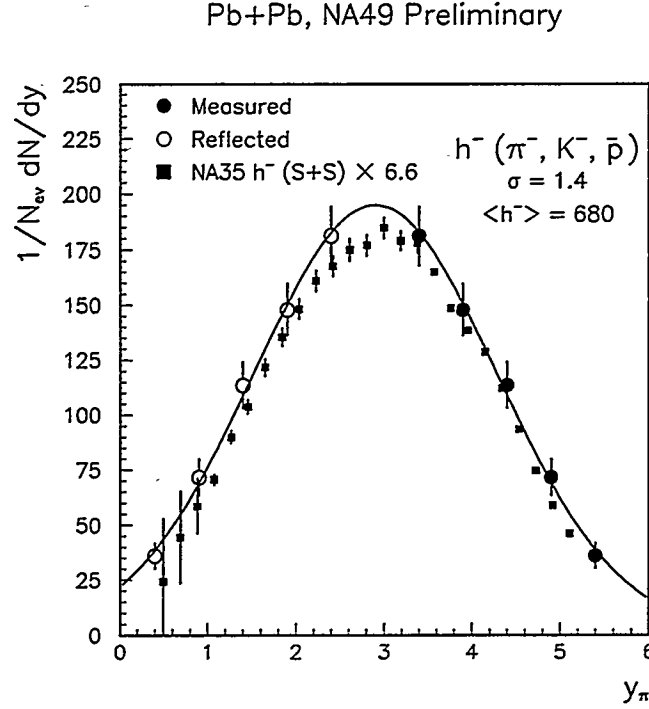 Pb+Pb, NA49 Preliminary
1/N_ev dN/dy
250
225
200
175
150
125
100
75
50
25
0
● Measured
○ Reflected
■ NA35 h⁻ (S+S) × 6.6
h⁻ (π⁻, K⁻, p̄)
σ = 1.4
<h⁻> = 680
0 1 2 3 4 5 6
y_π